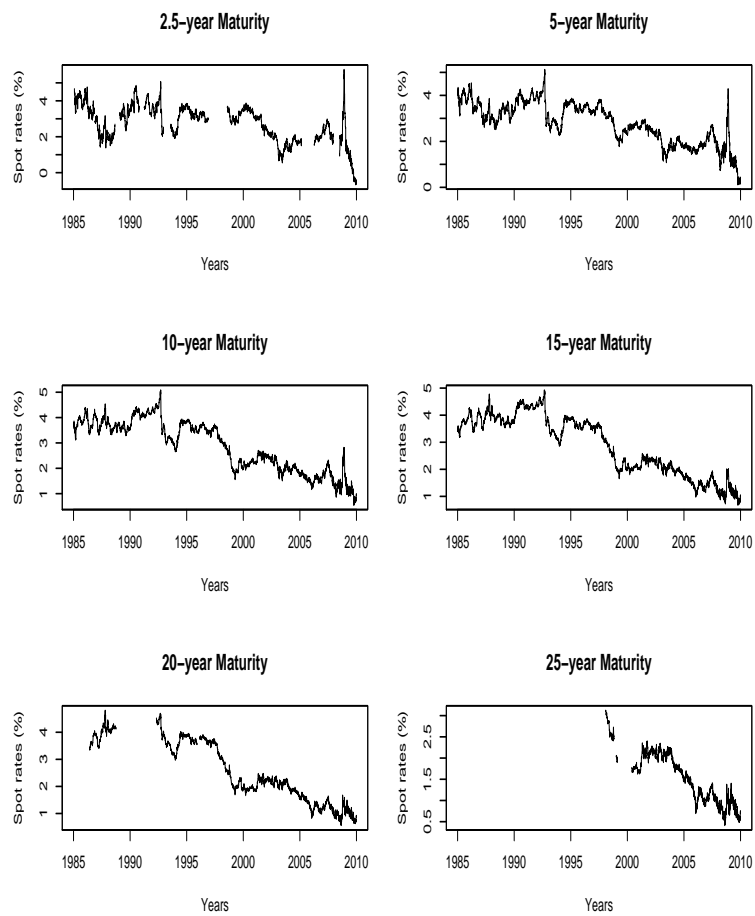 2.5−year Maturity
Spot rates (%)
0 2 4
1985 1990 1995 2000 2005 2010
Years
5−year Maturity
Spot rates (%)
0 2 4
1985 1990 1995 2000 2005 2010
Years
10−year Maturity
Spot rates (%)
1 2 3 4 5
1985 1990 1995 2000 2005 2010
Years
15−year Maturity
Spot rates (%)
1 2 3 4 5
1985 1990 1995 2000 2005 2010
Years
20−year Maturity
Spot rates (%)
1 2 3 4
1985 1990 1995 2000 2005 2010
Years
25−year Maturity
Spot rates (%)
0.5 1.5 2.5
1985 1990 1995 2000 2005 2010
Years